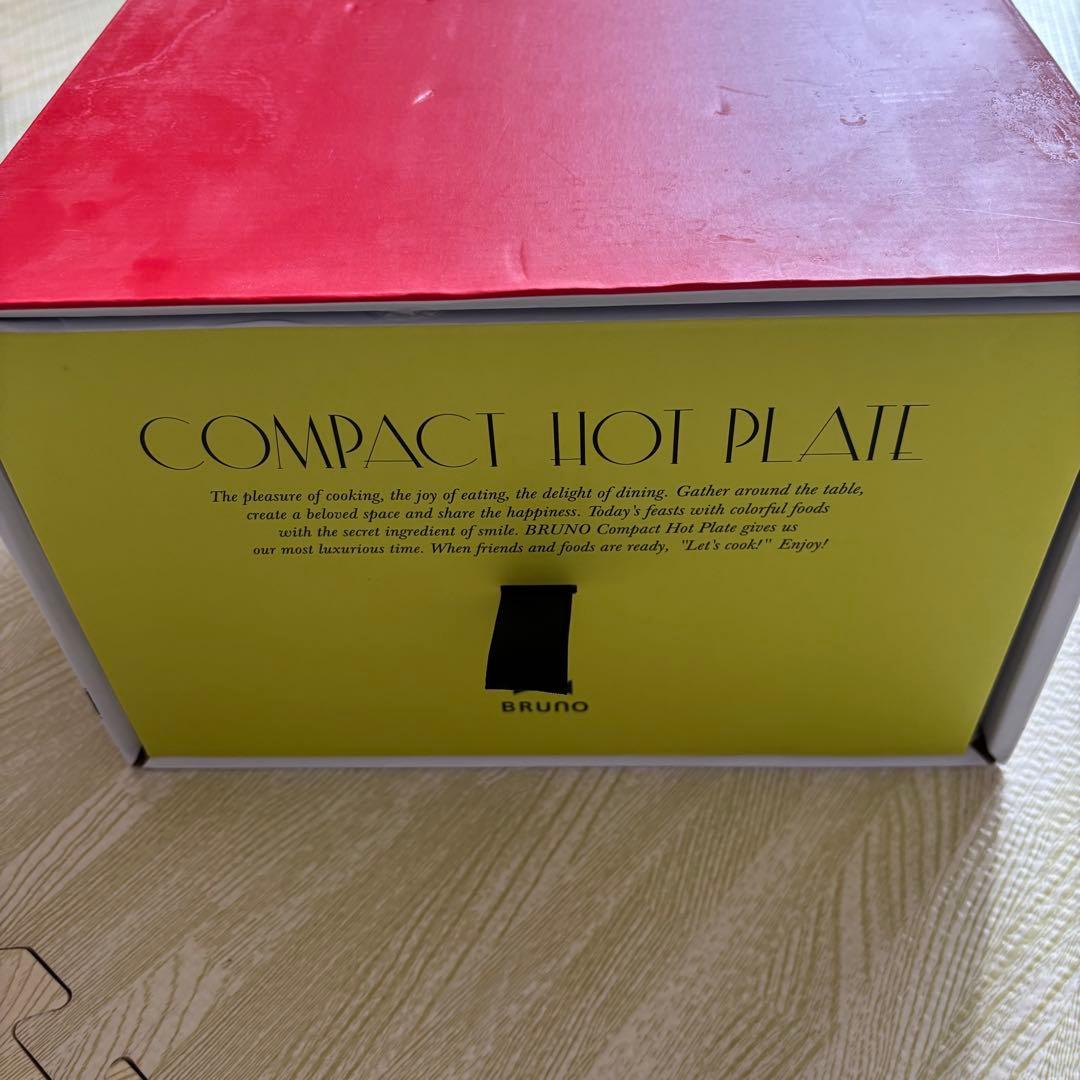 COMPACT HOT PLATE
The pleasure of cooking, the joy of eating, the delight of dining. Gather around the table,
create a beloved space and share the happiness. Today's feasts with colorful foods
with the secret ingredient of smile. BRUNO Compact Hot Plate gives us
our most luxurious time. When friends and foods are ready, "Let's cook!" Enjoy!
BRUNO